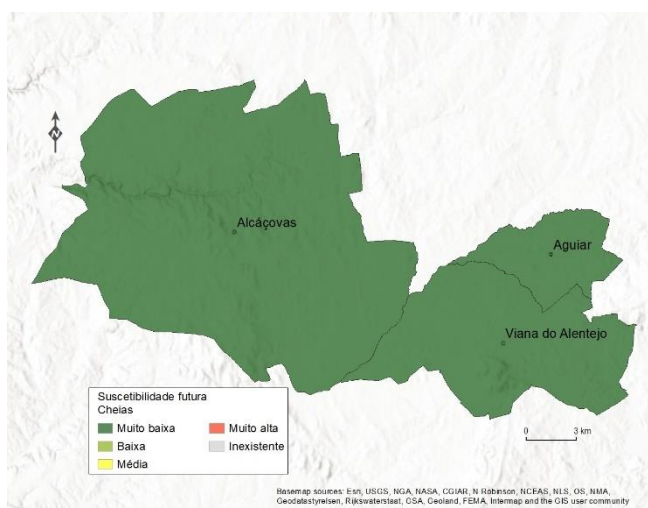 N
Alcáçovas
Aguiar
Viana do Alentejo
Suscetibilidade futura
Cheias
Muito baixa
Muito alta
Baixa
Inexistente
Média
0 3 km
Basemap sources: Esri, USGS, NGA, NASA, CGIAR, N Robinson, NCEAS, NLS, OS, NMA,
Geodatastyrelsen, Rijkswaterstaat, GSA, Geoland, FEMA, Intermap and the GIS user community